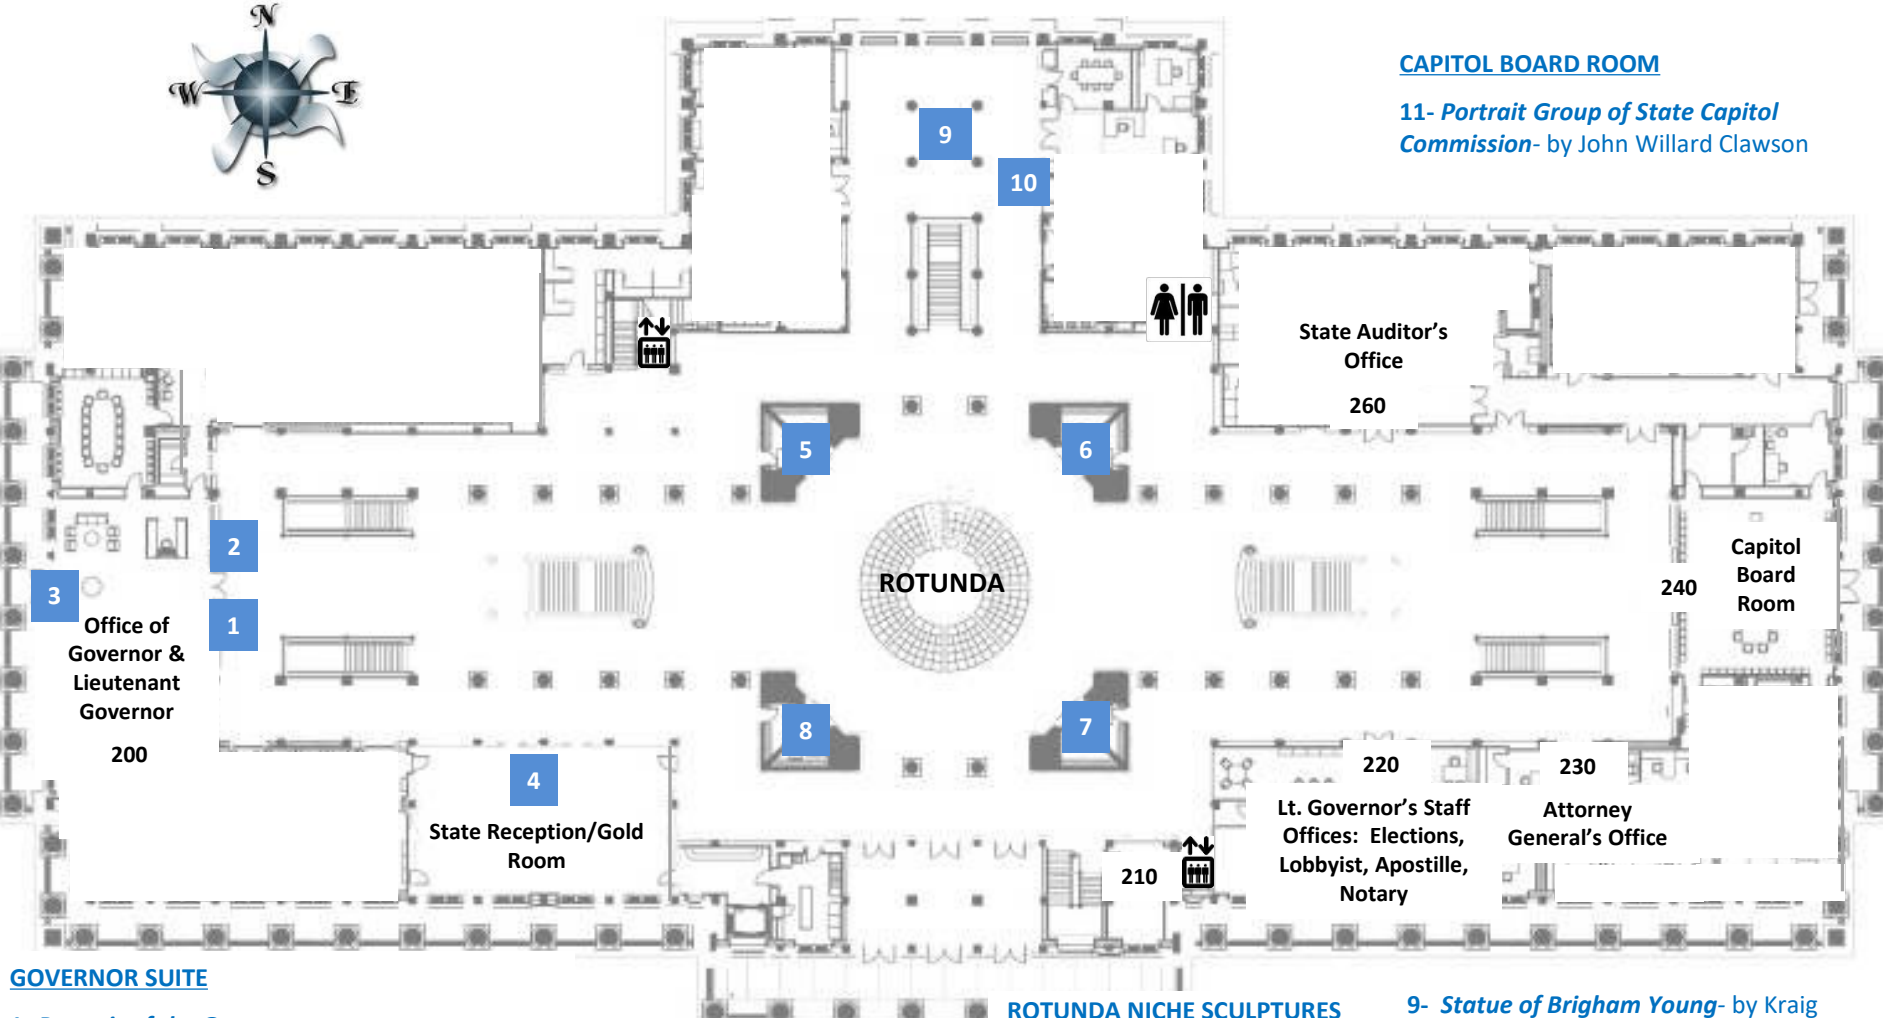 N
W E
S
CAPITOL BOARD ROOM
11- Portrait Group of State Capitol
Commission- by John Willard Clawson
9
10
State Auditor's
Office
260
5
6
2
3
1
ROTUNDA
Capitol
Board
Room
240
Office of
Governor &
Lieutenant
Governor
200
8
7
4
State Reception/Gold
Room
220
230
Lt. Governor's Staff
Offices: Elections,
Lobbyist, Apostille,
Notary
Attorney
General's Office
210
GOVERNOR SUITE
ROTUNDA NICHE SCULPTURES
9- Statue of Brigham Young- by Kraig